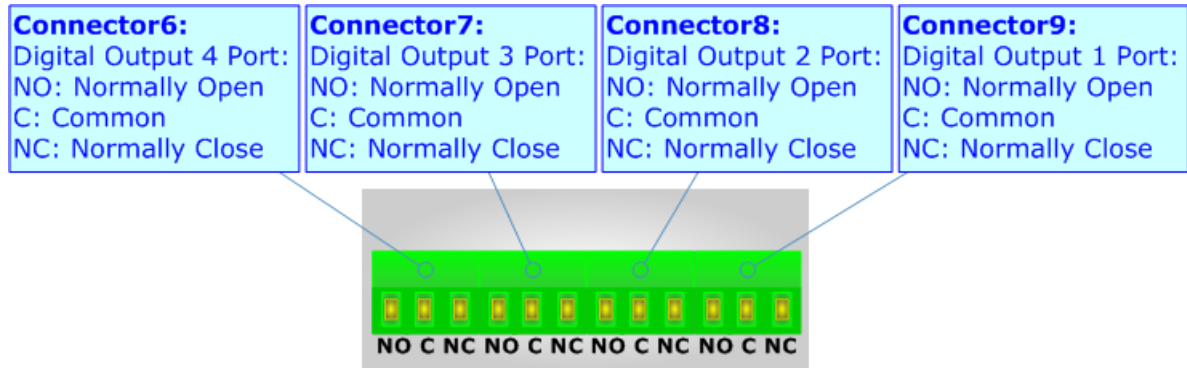 Connector6:
Digital Output 4 Port:
NO: Normally Open
C: Common
NC: Normally Close
Connector7:
Digital Output 3 Port:
NO: Normally Open
C: Common
NC: Normally Close
Connector8:
Digital Output 2 Port:
NO: Normally Open
C: Common
NC: Normally Close
Connector9:
Digital Output 1 Port:
NO: Normally Open
C: Common
NC: Normally Close
NO C NC NO C NC NO C NC NO C NC